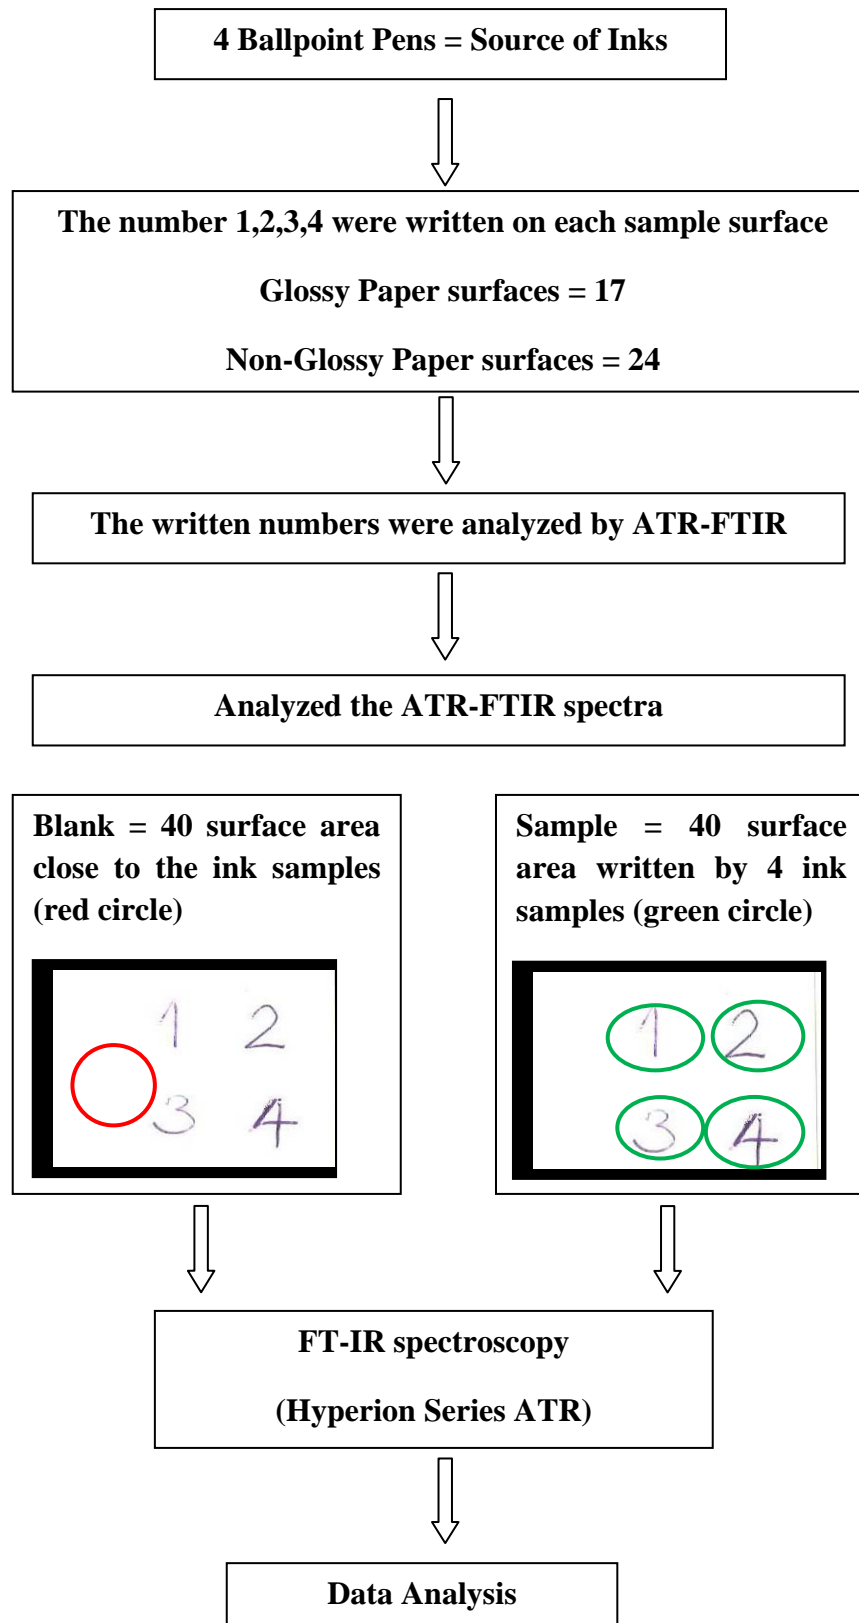 4 Ballpoint Pens = Source of Inks
The number 1,2,3,4 were written on each sample surface
Glossy Paper surfaces = 17
Non-Glossy Paper surfaces = 24
The written numbers were analyzed by ATR-FTIR
Analyzed the ATR-FTIR spectra
Blank = 40 surface area
close to the ink samples
(red circle)
1 2
3 4
Sample = 40 surface
area written by 4 ink
samples (green circle)
1 2
3 4
FT-IR spectroscopy
(Hyperion Series ATR)
Data Analysis